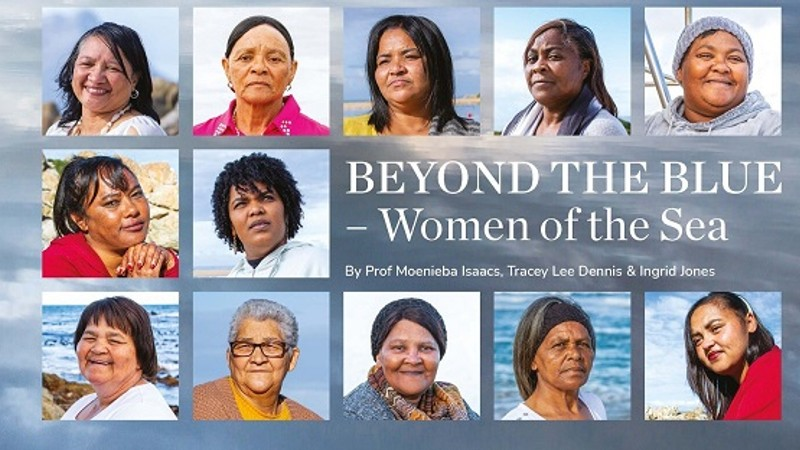 BEYOND THE BLUE
– Women of the Sea
By Prof Moenieba Isaacs, Tracey Lee Dennis & Ingrid Jones